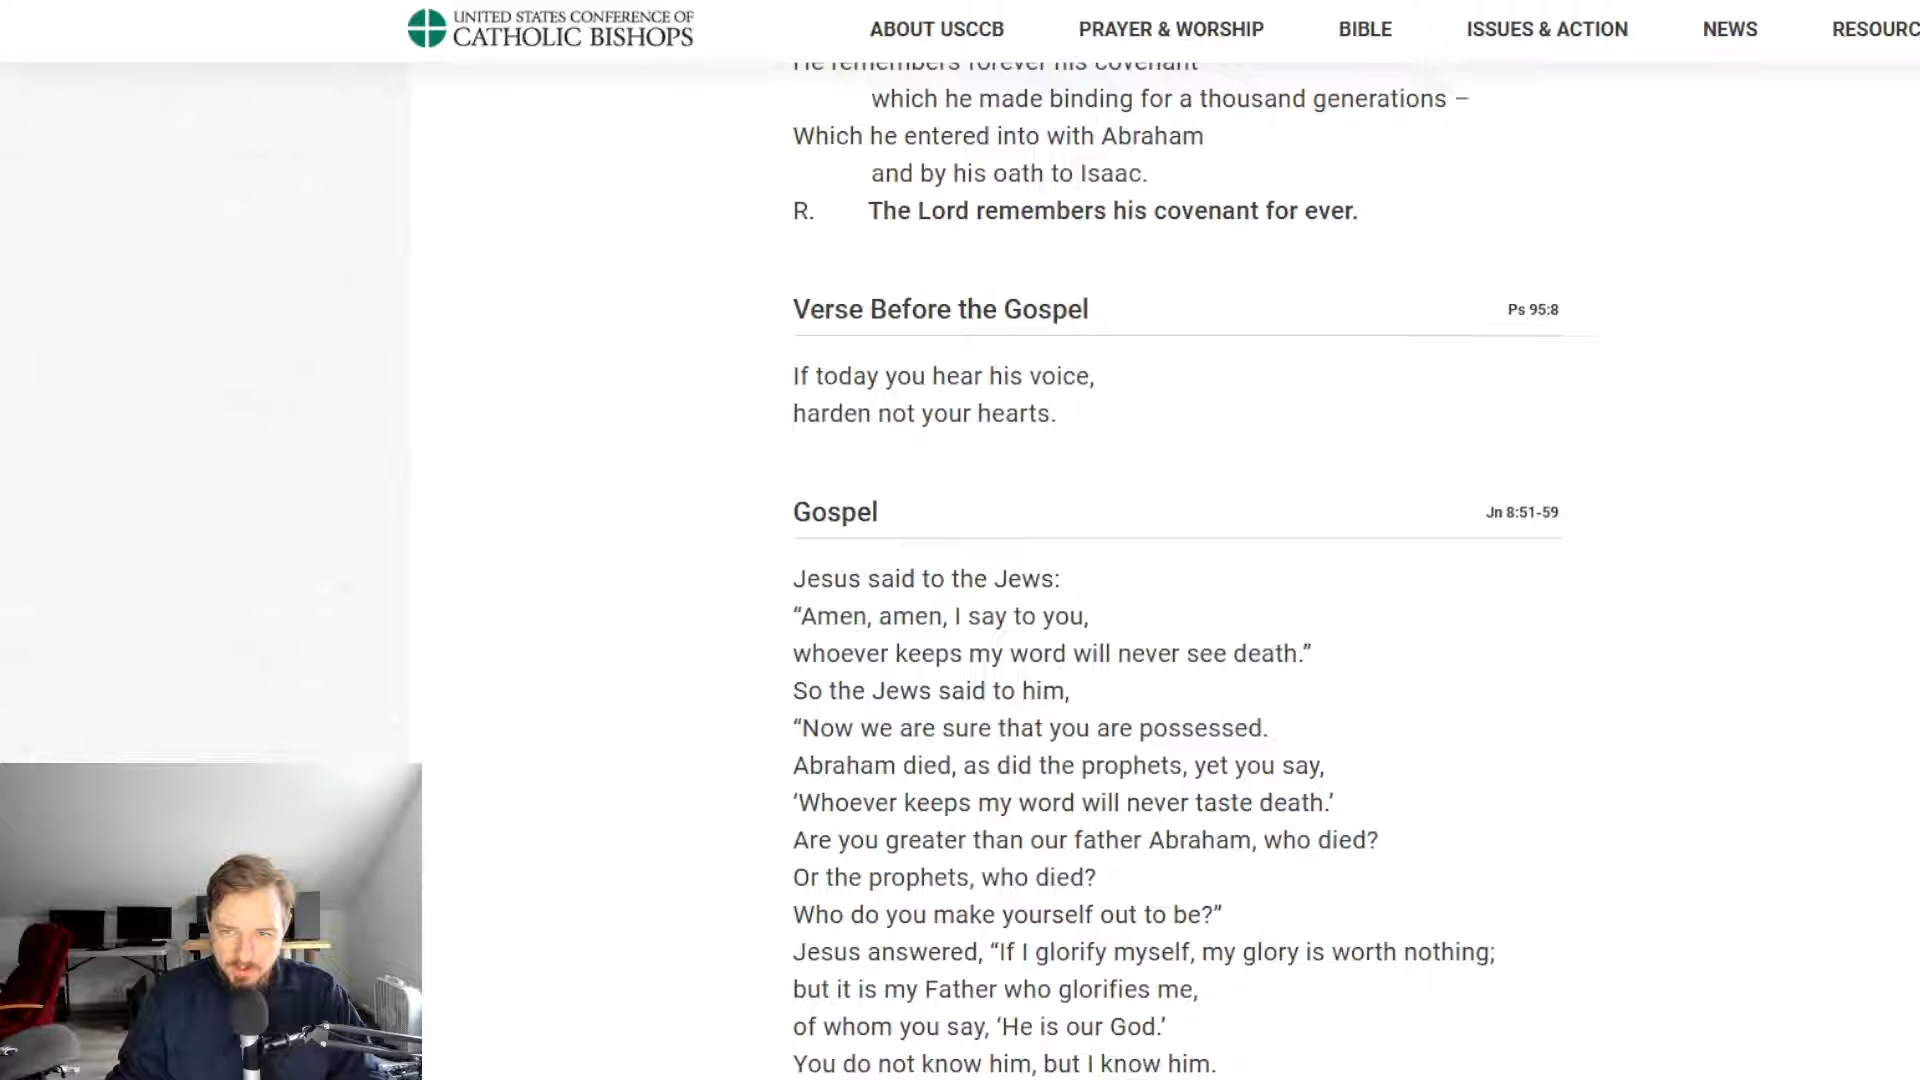 UNITED STATES CONFERENCE OF
CATHOLIC BISHOPS
ABOUT USCCB
PRAYER & WORSHIP
BIBLE
ISSUES & ACTION
NEWS
RESOURC
He remembers forever his covenant
which he made binding for a thousand generations –
Which he entered into with Abraham
and by his oath to Isaac.
R. The Lord remembers his covenant for ever.
Verse Before the Gospel Ps 95:8
If today you hear his voice,
harden not your hearts.
Gospel Jn 8:51-59
Jesus said to the Jews:
“Amen, amen, I say to you,
whoever keeps my word will never see death.”
So the Jews said to him,
“Now we are sure that you are possessed.
Abraham died, as did the prophets, yet you say,
‘Whoever keeps my word will never taste death.’
Are you greater than our father Abraham, who died?
Or the prophets, who died?
Who do you make yourself out to be?”
Jesus answered, “If I glorify myself, my glory is worth nothing;
but it is my Father who glorifies me,
of whom you say, ‘He is our God.’
You do not know him, but I know him.